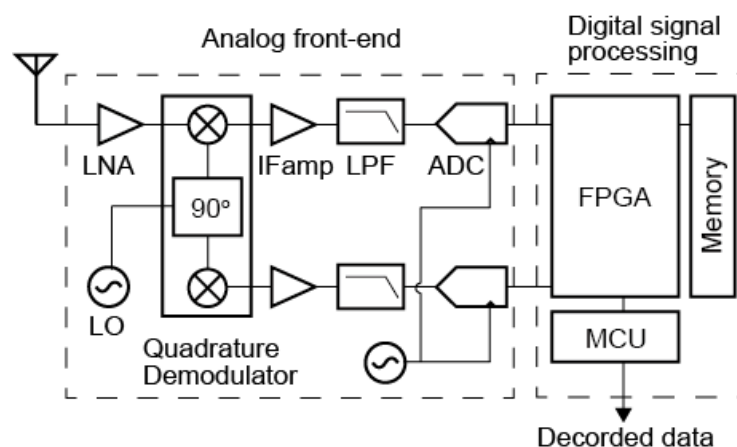 Analog front-end
Digital signal
processing
LNA
IFamp
LPF
ADC
90°
FPGA
Memory
LO
Quadrature
Demodulator
MCU
Decorded data